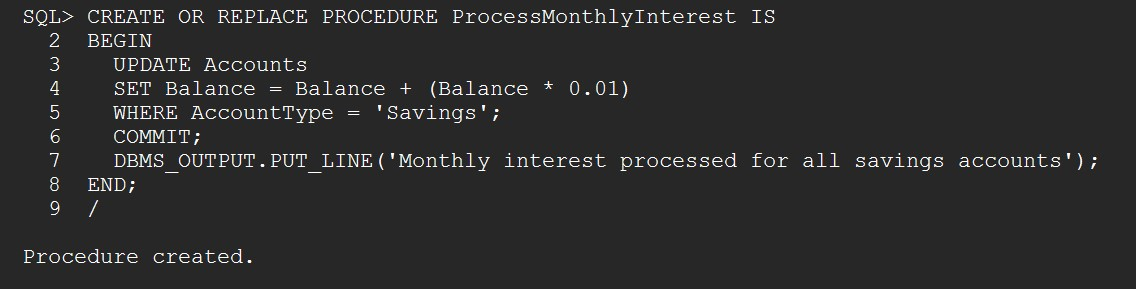 SQL> CREATE OR REPLACE PROCEDURE ProcessMonthlyInterest IS
  2  BEGIN
  3    UPDATE Accounts
  4    SET Balance = Balance + (Balance * 0.01)
  5    WHERE AccountType = 'Savings';
  6    COMMIT;
  7    DBMS_OUTPUT.PUT_LINE('Monthly interest processed for all savings accounts');
  8  END;
  9  /
Procedure created.